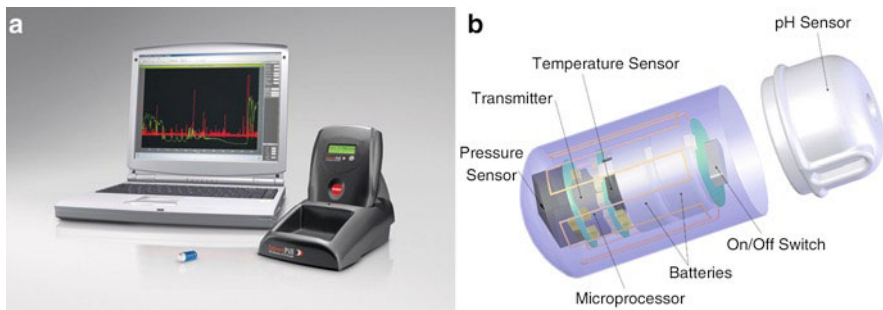 a
b
pH Sensor
Temperature Sensor
Transmitter
Pressure
Sensor
On/Off Switch
Batteries
Microprocessor